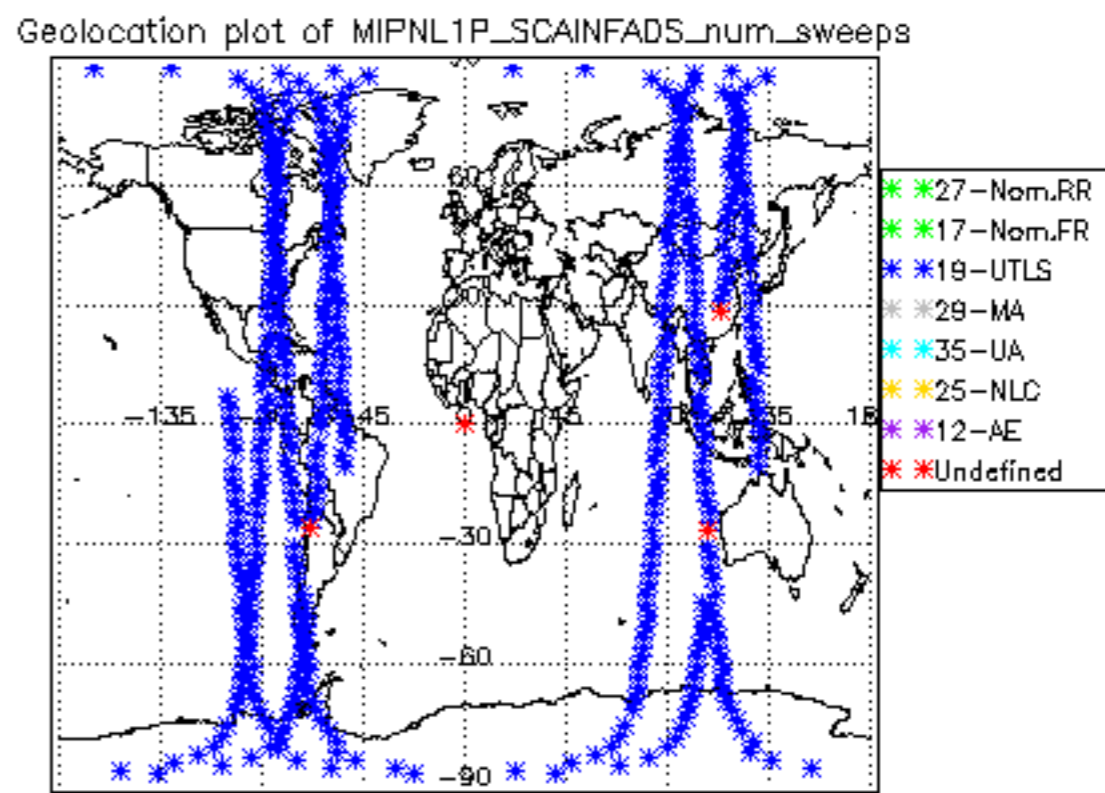 Geolocation plot of MIPNL1P_SCAINFADS_num_sweeps
60
-135
45
-30
-60
-90
27-Nom.RR
17-Nom.FR
19-UTLS
29-MA
35-UA
25-NLC
12-AE
Undefined